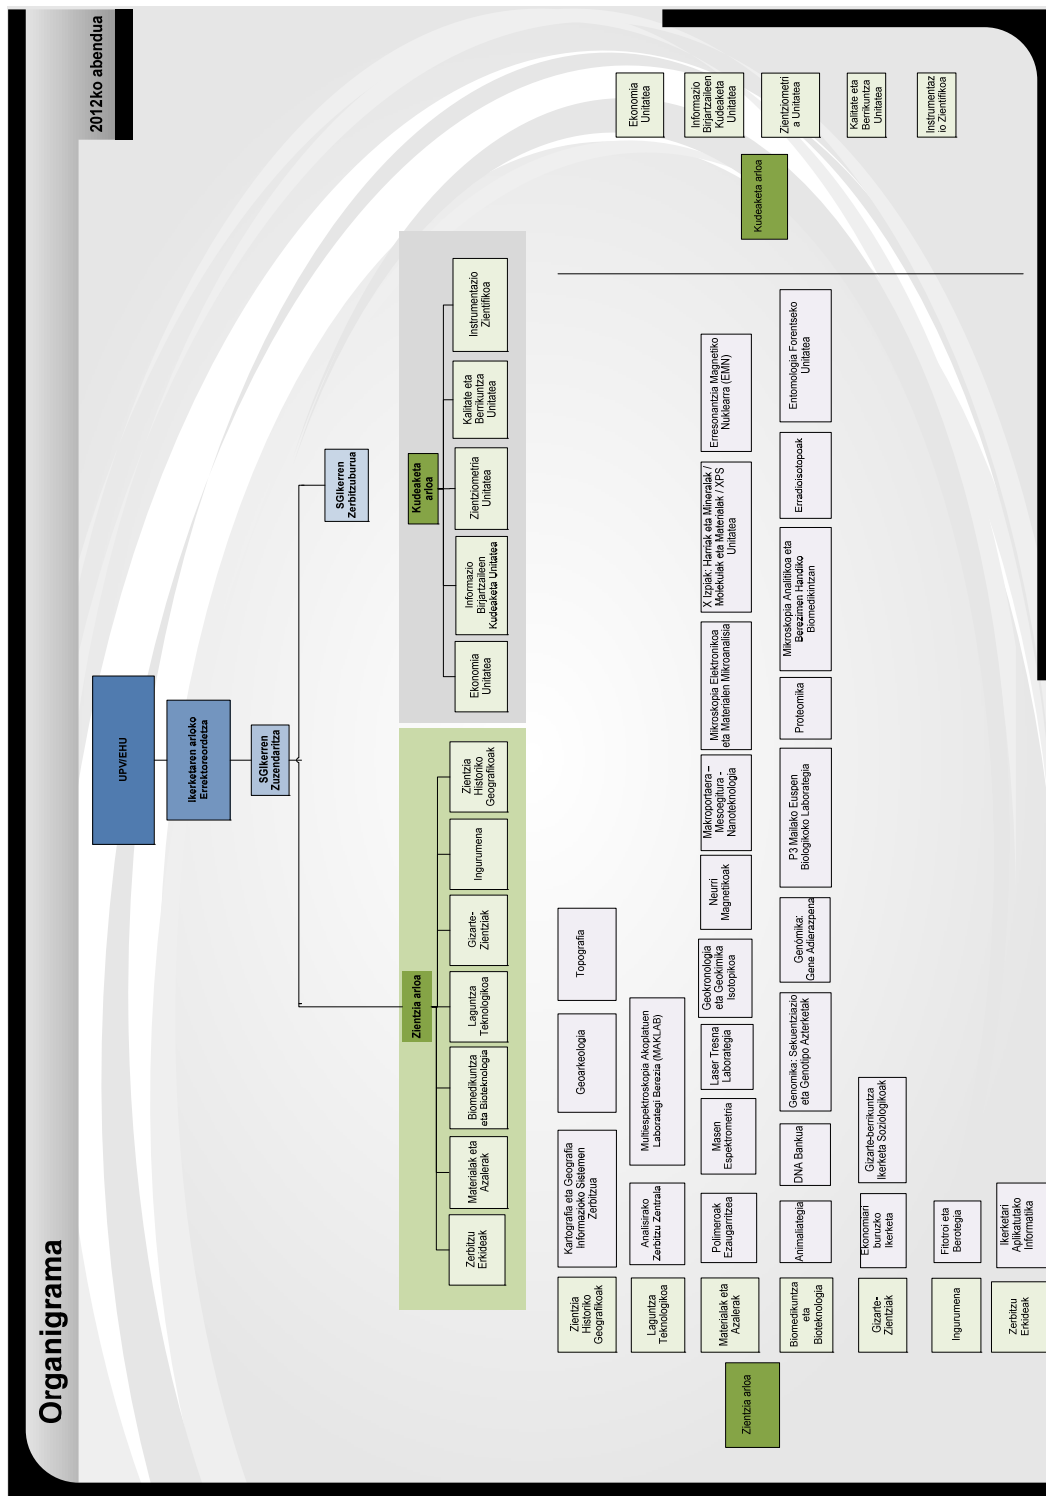 Organigrama
2012ko abendua
UPV/EHU
Ikerketaren arloko
Errektoreordetza
SGIkerren
Zuzendaritza
SGIkerren
Zerbitzuburua
Zientzia arloa
Kudeaketa
arloa
Zerbitzu
Erkideak
Materialak eta
Azalerak
Biomedikuntza
eta Bioteknologia
Laguntza
Teknologikoa
Gizarte-
Zientziak
Ingurumena
Zientzia
Historiko
Geografikoak
Ekonomia
Unitatea
Informazio
Birjartzaileen
Kudeaketa Unitatea
Zientziometria
Unitatea
Kalitate eta
Berrikuntza
Unitatea
Instrumentazio
Zientifikoa
Zientzia arloa
Zientzia
Historiko
Geografikoak
Kartografia eta Geografia
Informazioko Sistemen
Zerbitzua
Geoarkeologia
Topografia
Laguntza
Teknologikoa
Analisirako
Zerbitzu Zentrala
Multiespektroskopia Akoplatuen
Laborategi Berezia (MAKLAB)
Materialak eta
Azalerak
Polimeroak
Ezaugarritzea
Masen
Espektrometria
Laser Tresna
Laborategia
Geokronologia
eta Geokimika
Isotopikoa
Neurri
Magnetikoak
Makroportaera –
Mesoegitura -
Nanoteknologia
Mikroskopia Elektronikoa
eta Materialen Mikroanalisia
X Izpiak: Harriak eta Mineralak /
Molekulak eta Materialak / XPS
Unitatea
Erresonantzia Magnetiko
Nuklearra (EMN)
Biomedikuntza
eta
Bioteknologia
Animaliategia
DNA Bankua
Genomika: Sekuentziazio
eta Genotipo Azterketak
Genómika:
Gene Adierazpena
P3 Mailako Euspen
Biologikoko Laborategia
Proteomika
Mikroskopia Analitikoa eta
Berezimen Handiko
Biomedikintzan
Erradioisotopoak
Entomologia Forentseko
Unitatea
Gizarte-
Zientziak
Ekonomiari
buruzko
Ikerketa
Gizarte-berrikuntza
Ikerketa Soziologikoak
Ingurumena
Fitotroi eta
Berotegia
Zerbitzu
Erkideak
Ikerketari
Aplikatutako
Informatika
Kudeaketa arloa
Ekonomia
Unitatea
Informazio
Birjartzaileen
Kudeaketa
Unitatea
Zientziometri
a Unitatea
Kalitate eta
Berrikuntza
Unitatea
Instrumentaz
io Zientifikoa